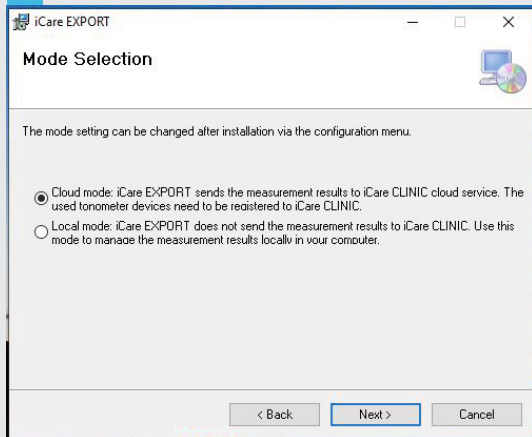 iCare EXPORT
Mode Selection
The mode setting can be changed after installation via the configuration menu.
Cloud mode: iCare EXPORT sends the measurement results to iCare CLINIC cloud service. The
used tonometer devices need to be registered to iCare CLINIC.
Local mode: iCare EXPORT does not send the measurement results to iCare CLINIC. Use this
mode to manage the measurement results locally in your computer.
< Back
Next >
Cancel